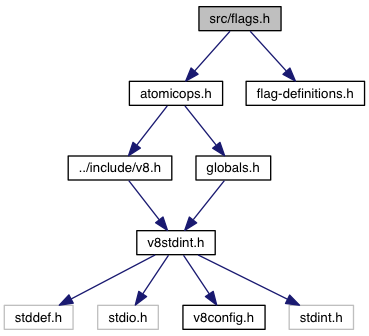 src/flags.h
atomicops.h
flag-definitions.h
../include/v8.h
globals.h
v8stdint.h
stddef.h
stdio.h
v8config.h
stdint.h